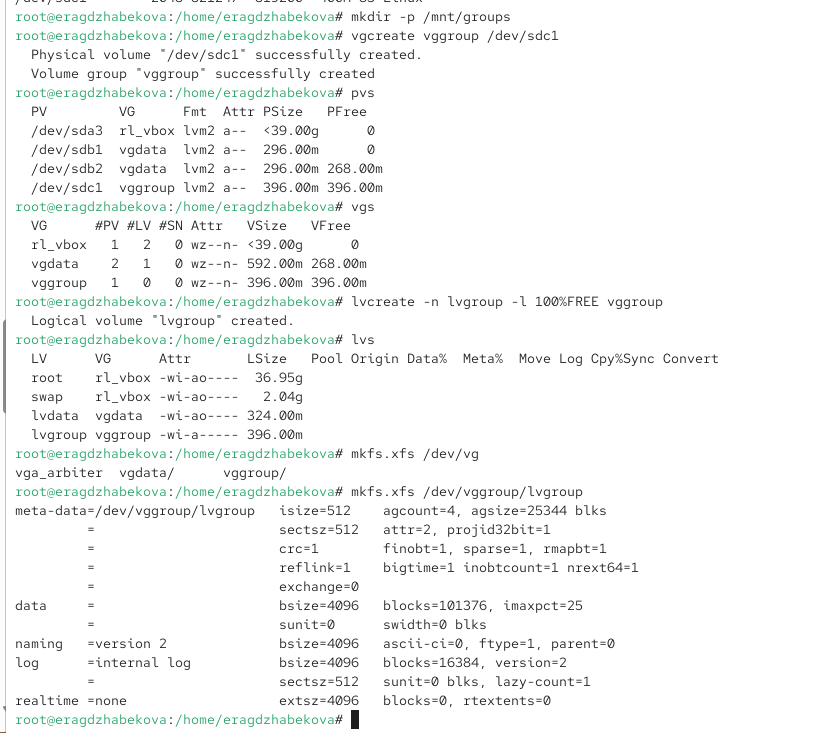 root@eragdzhabekova:/home/eragdzhabekova# mkdir -p /mnt/groups
root@eragdzhabekova:/home/eragdzhabekova# vgcreate vggroup /dev/sdc1
  Physical volume "/dev/sdc1" successfully created.
  Volume group "vggroup" successfully created
root@eragdzhabekova:/home/eragdzhabekova# pvs
  PV         VG      Fmt  Attr PSize   PFree
  /dev/sda3  rl_vbox lvm2 a--  <39.00g      0
  /dev/sdb1  vgdata  lvm2 a--  296.00m      0
  /dev/sdb2  vgdata  lvm2 a--  296.00m 268.00m
  /dev/sdc1  vggroup lvm2 a--  396.00m 396.00m
root@eragdzhabekova:/home/eragdzhabekova# vgs
  VG      #PV #LV #SN Attr   VSize   VFree
  rl_vbox   1   2   0 wz--n- <39.00g      0
  vgdata    2   1   0 wz--n- 592.00m 268.00m
  vggroup   1   0   0 wz--n- 396.00m 396.00m
root@eragdzhabekova:/home/eragdzhabekova# lvcreate -n lvgroup -l 100%FREE vggroup
  Logical volume "lvgroup" created.
root@eragdzhabekova:/home/eragdzhabekova# lvs
  LV      VG      Attr       LSize   Pool Origin Data%  Meta%  Move Log Cpy%Sync Convert
  root    rl_vbox -wi-ao----  36.95g
  swap    rl_vbox -wi-ao----   2.04g
  lvdata  vgdata  -wi-ao---- 324.00m
  lvgroup vggroup -wi-a----- 396.00m
root@eragdzhabekova:/home/eragdzhabekova# mkfs.xfs /dev/vg
vga_arbiter  vgdata/      vggroup/
root@eragdzhabekova:/home/eragdzhabekova# mkfs.xfs /dev/vggroup/lvgroup
meta-data=/dev/vggroup/lvgroup   isize=512    agcount=4, agsize=25344 blks
         =                       sectsz=512   attr=2, projid32bit=1
         =                       crc=1        finobt=1, sparse=1, rmapbt=1
         =                       reflink=1    bigtime=1 inobtcount=1 nrext64=1
         =                       exchange=0
data     =                       bsize=4096   blocks=101376, imaxpct=25
         =                       sunit=0      swidth=0 blks
naming   =version 2              bsize=4096   ascii-ci=0, ftype=1, parent=0
log      =internal log           bsize=4096   blocks=16384, version=2
         =                       sectsz=512   sunit=0 blks, lazy-count=1
realtime =none                   extsz=4096   blocks=0, rtextents=0
root@eragdzhabekova:/home/eragdzhabekova#